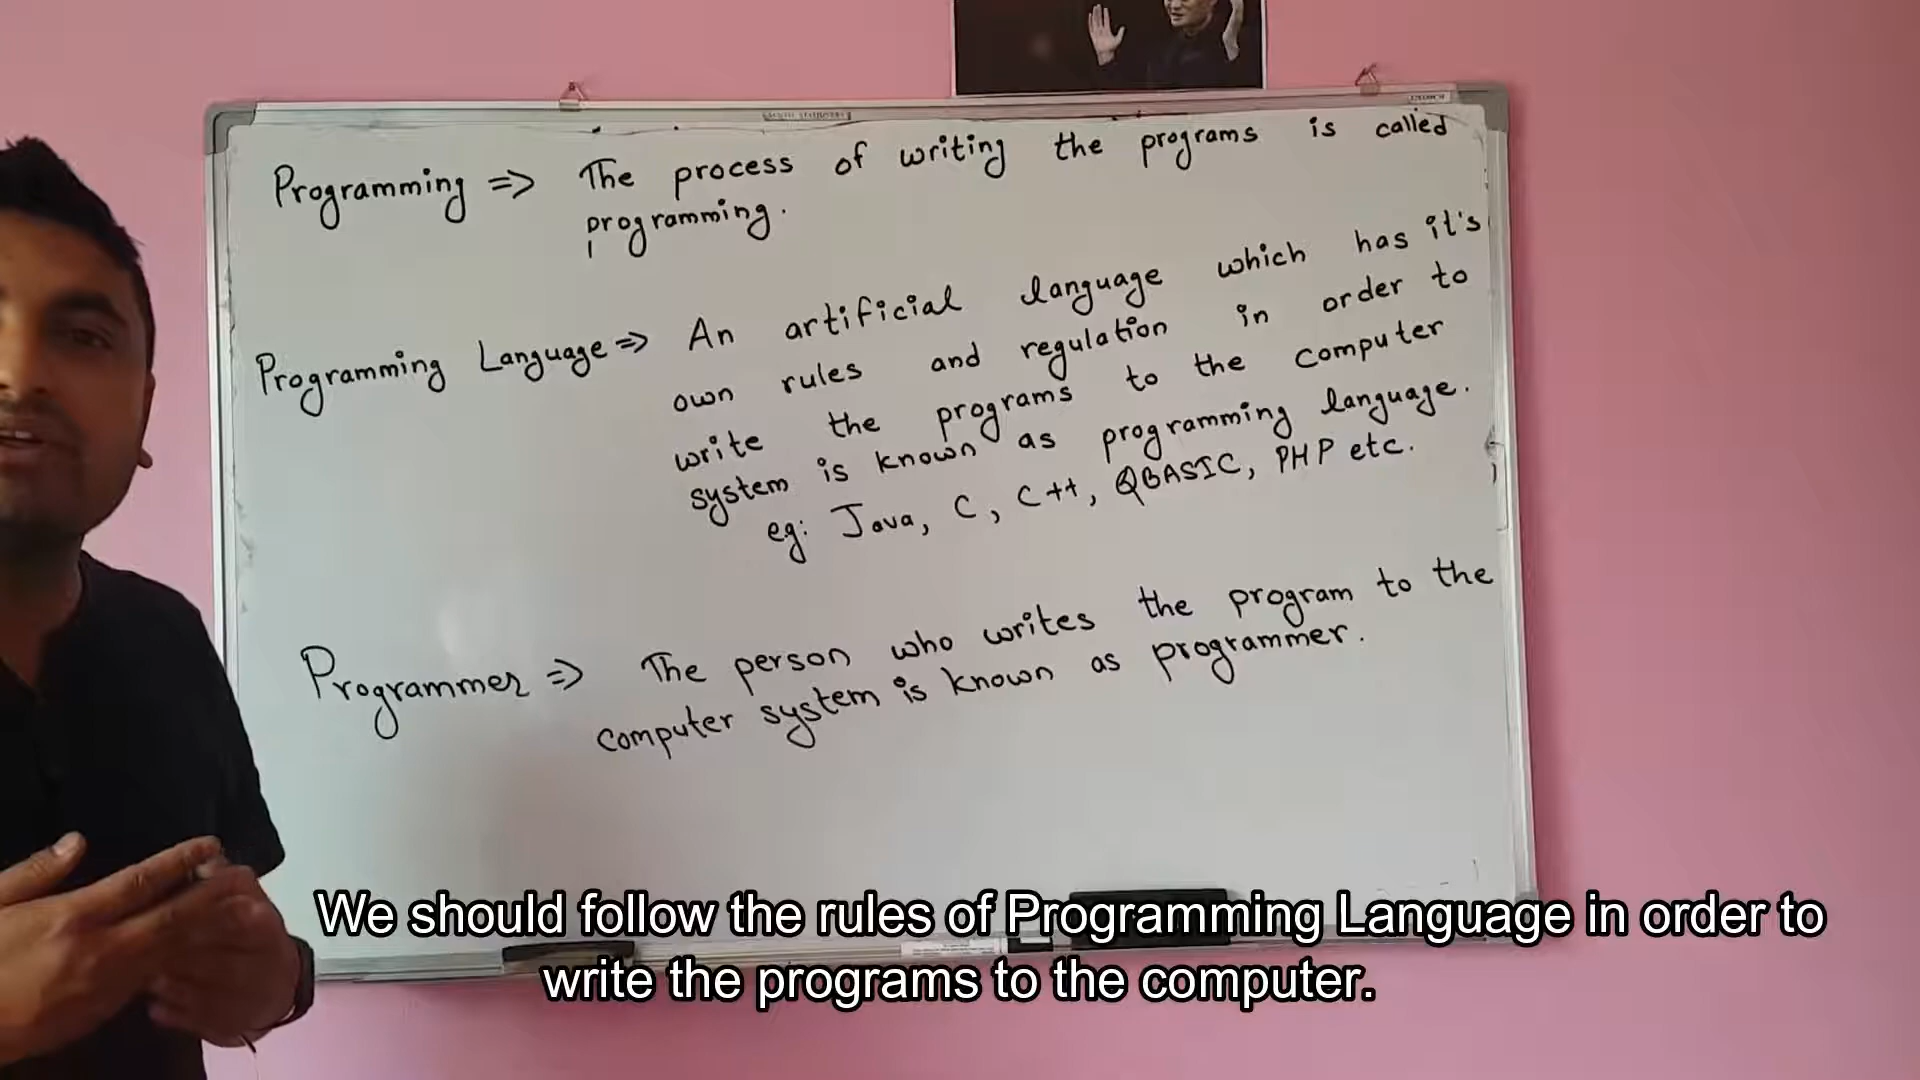 Programming => The process of writing the programs is called
programming.
Programming Language => An artificial language which has it's
own rules and regulation in order to
write the programs to the computer
system is known as programming language.
eg: Java, C, C++, QBASIC, PHP etc.
Programmer => The person who writes the program to the
computer system is known as programmer.
We should follow the rules of Programming Language in order to
write the programs to the computer.